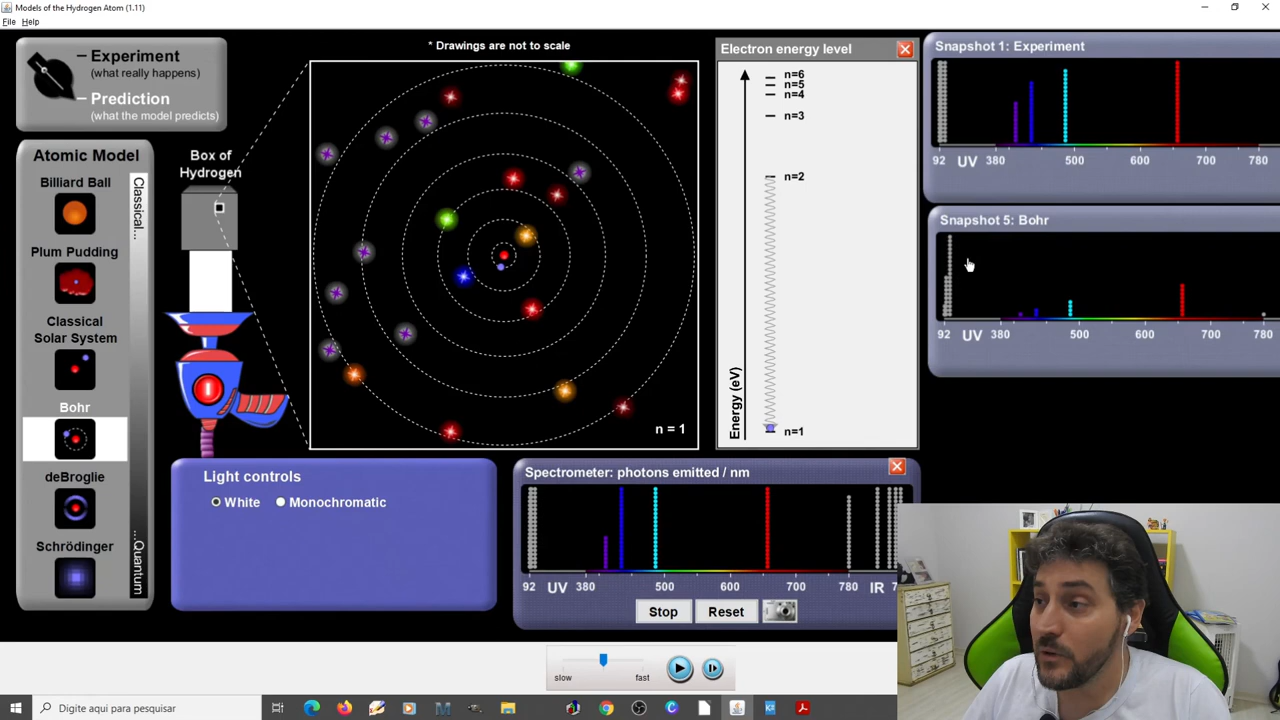 Models of the Hydrogen Atom (1.11)
File Help
Experiment
(what really happens)
Prediction
(what the model predicts)
* Drawings are not to scale
Atomic Model
Billiard Ball
Plum Pudding
Classical
Solar System
Bohr
deBroglie
Schrödinger
Classical...
...Quantum
Box of
Hydrogen
n = 1
Electron energy level
n=6
n=5
n=4
n=3
n=2
n=1
Energy (eV)
Snapshot 1: Experiment
92 UV 380 500 600 700 780
Snapshot 5: Bohr
92 UV 380 500 600 700 780
Light controls
White Monochromatic
Spectrometer: photons emitted / nm
92 UV 380 500 600 700 780 IR
Stop Reset
slow fast
Digite aqui para pesquisar